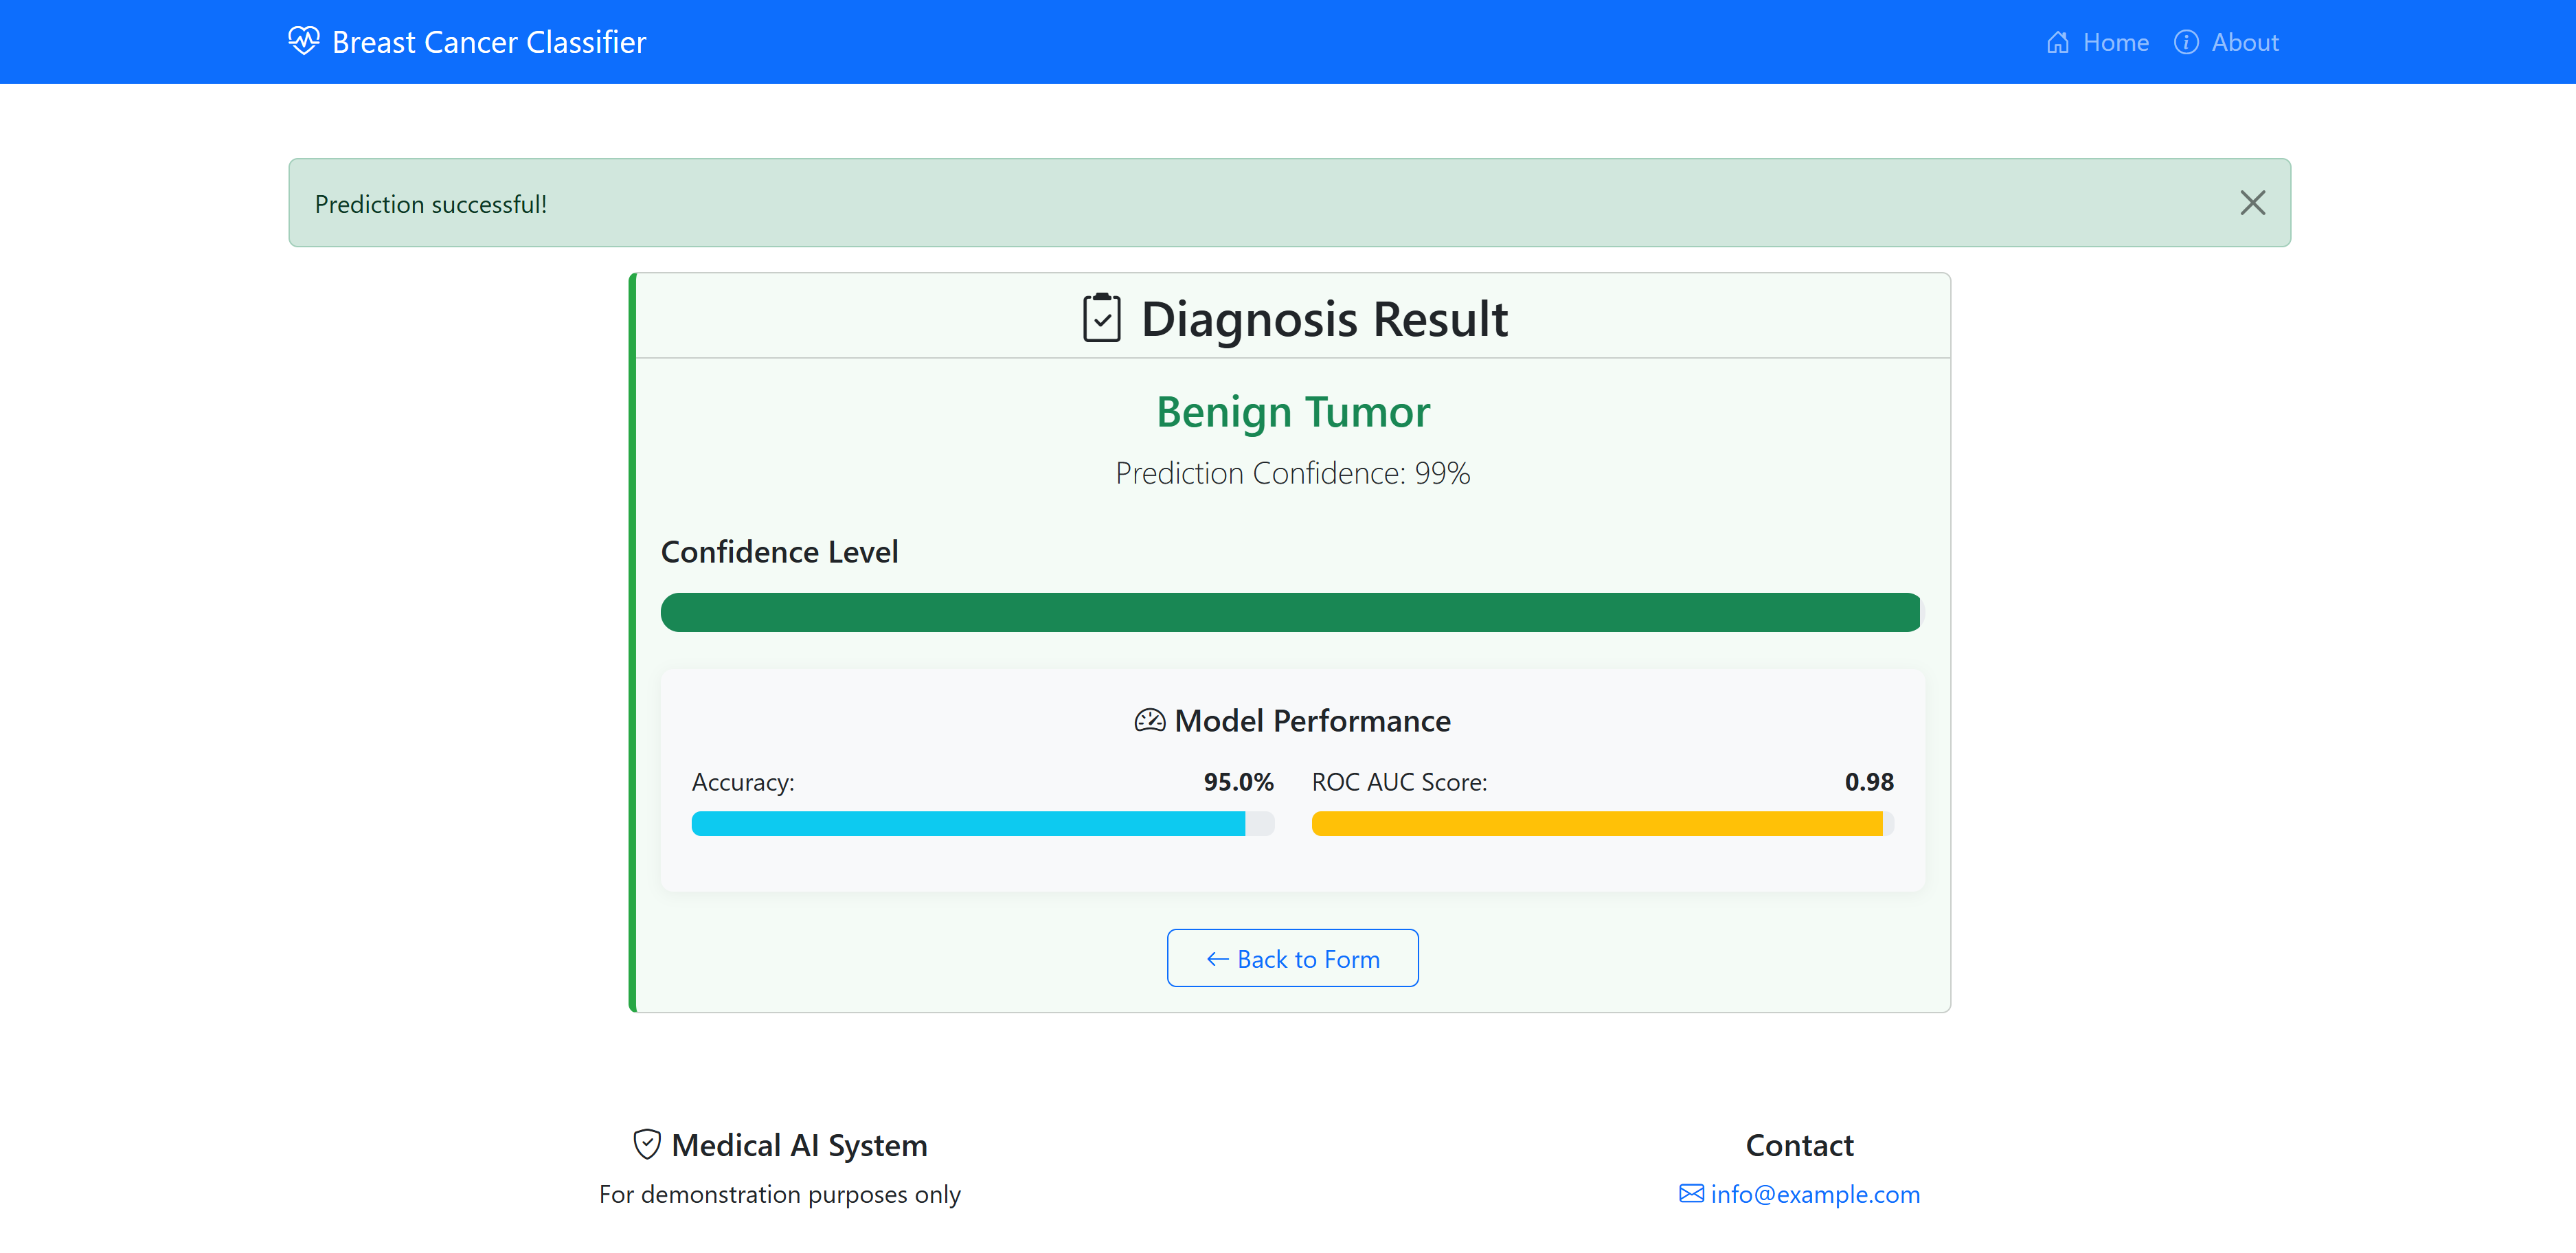 Breast Cancer Classifier
Home
About
Prediction successful!
Diagnosis Result
Benign Tumor
Prediction Confidence: 99%
Confidence Level
Model Performance
Accuracy: 95.0%
ROC AUC Score: 0.98
← Back to Form
Medical AI System
For demonstration purposes only
Contact
info@example.com